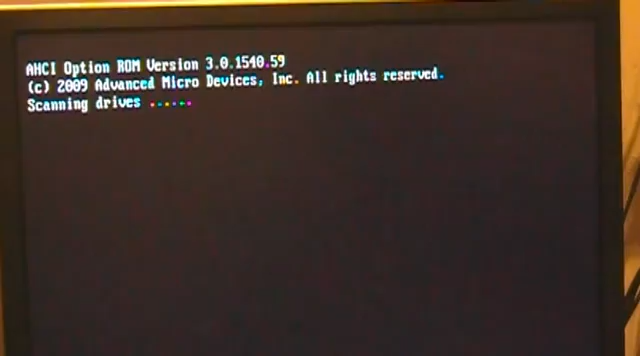 AHCI Option ROM Version 3.0.1540.59
(c) 2009 Advanced Micro Devices, Inc. All rights reserved.
Scanning drives ......